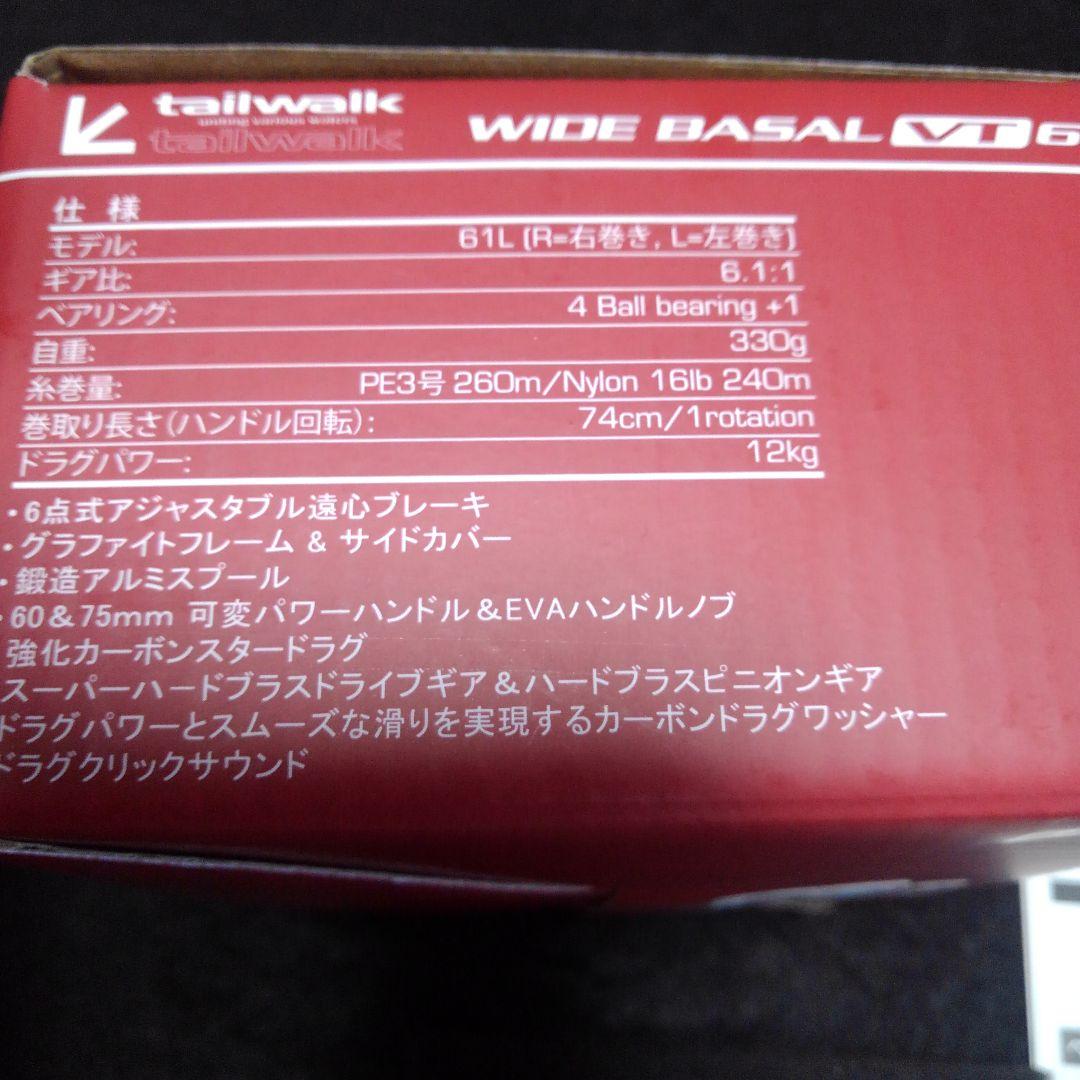 tailwalk
uniting various waters
tailwalk
WIDE BASAL VT 6
仕 様
モデル: 61L (R=右巻き, L=左巻き)
ギア比: 6.1:1
ベアリング: 4 Ball bearing +1
自重: 330g
糸巻量: PE3号 260m/Nylon 16lb 240m
巻取り長さ(ハンドル回転): 74cm/1rotation
ドラグパワー: 12kg
・6点式アジャスタブル遠心ブレーキ
・グラファイトフレーム & サイドカバー
・鍛造アルミスプール
・60&75mm 可変パワーハンドル&EVAハンドルノブ
強化カーボンスタードラグ
スーパーハードブラスドライブギア&ハードブラスピニオンギア
ドラグパワーとスムーズな滑りを実現するカーボンドラグワッシャー
ドラグクリックサウンド